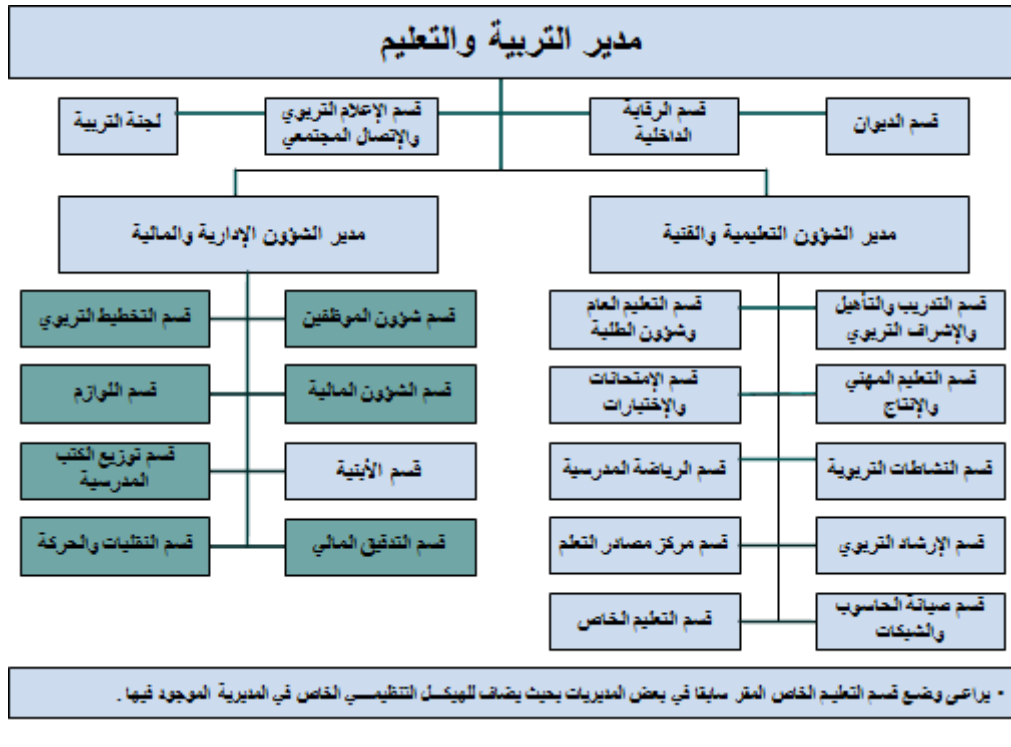 مدير التربية والتعليم
قسم الديوان
قسم الرقابة
الداخلية
قسم الإعلام التربوي
والإتصال المجتمعي
لجنة التربية
مدير الشؤون التعليمية والفنية
مدير الشؤون الإدارية والمالية
قسم التدريب والتأهيل
والإشراف التربوي
قسم التعليم العام
وشؤون الطلبة
قسم شؤون الموظفين
قسم التخطيط التربوي
قسم التعليم المهني
والإنتاج
قسم الإمتحانات
والإختبارات
قسم الشؤون المالية
قسم اللوازم
قسم النشاطات التربوية
قسم الرياضة المدرسية
قسم الأبنية
قسم توزيع الكتب
المدرسية
قسم الإرشاد التربوي
قسم مركز مصادر التعلم
قسم التدقيق المالي
قسم النقليات والحركة
قسم صيانة الحاسوب
والشبكات
قسم التعليم الخاص
• يراعى وضع قسم التعليم الخاص المقر سابقا في بعض المديريات بحيث يضاف للهيكــل التنظيمـــي الخاص في المديرية الموجود فيها .